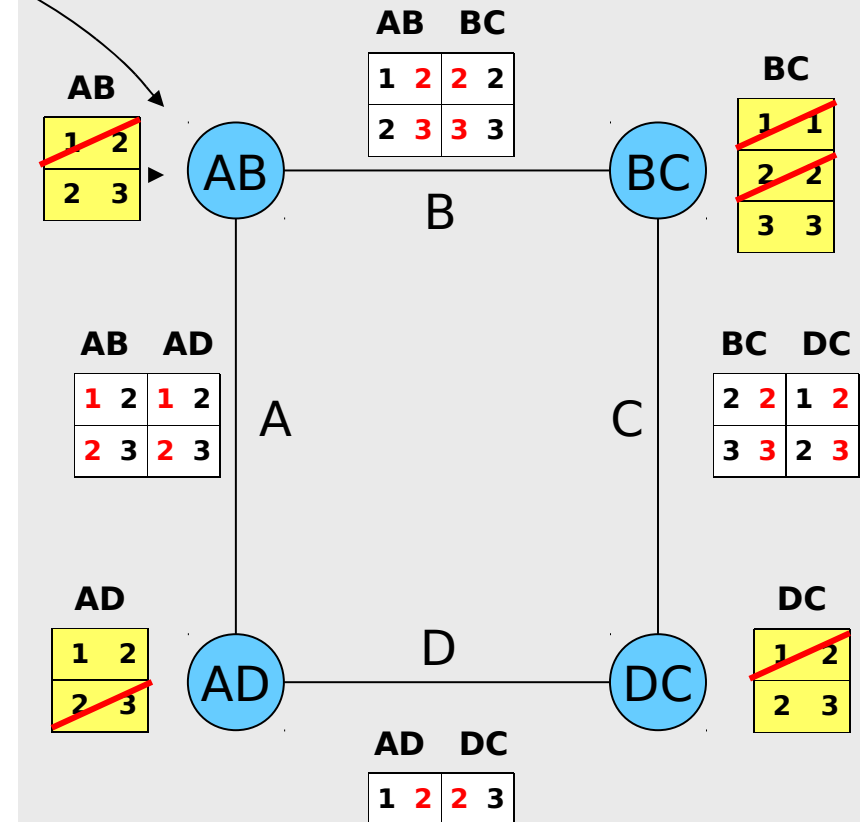 AB BC
1 2 2 2
2 3 3 3
AB
1 2
2 3
BC
1 1
2 2
3 3
AB
BC
B
AB AD
1 2 1 2
2 3 2 3
A
C
BC DC
2 2 1 2
3 3 2 3
AD
1 2
2 3
DC
1 2
2 3
AD
D
DC
AD DC
1 2 2 3